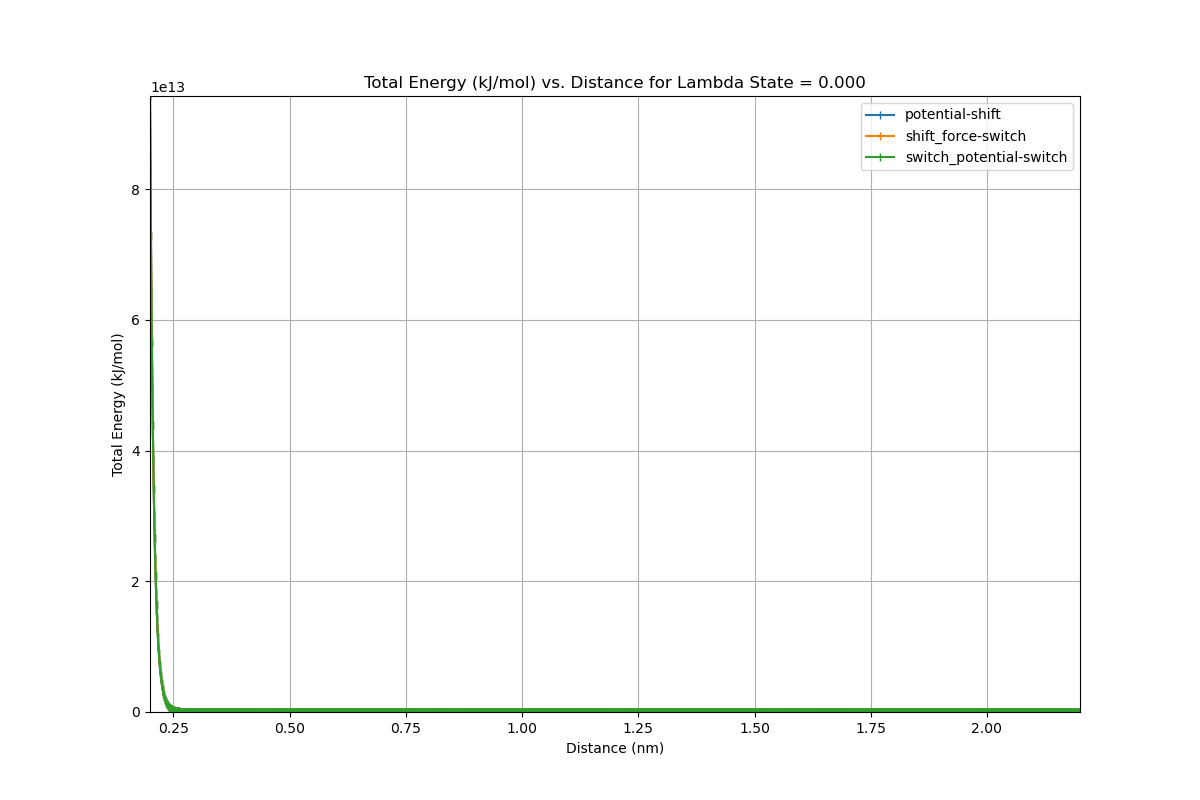 Total Energy (kJ/mol) vs. Distance for Lambda State = 0.000
1e13
potential-shift
shift_force-switch
switch_potential-switch
8
6
4
2
0
Total Energy (kJ/mol)
0.25 0.50 0.75 1.00 1.25 1.50 1.75 2.00
Distance (nm)